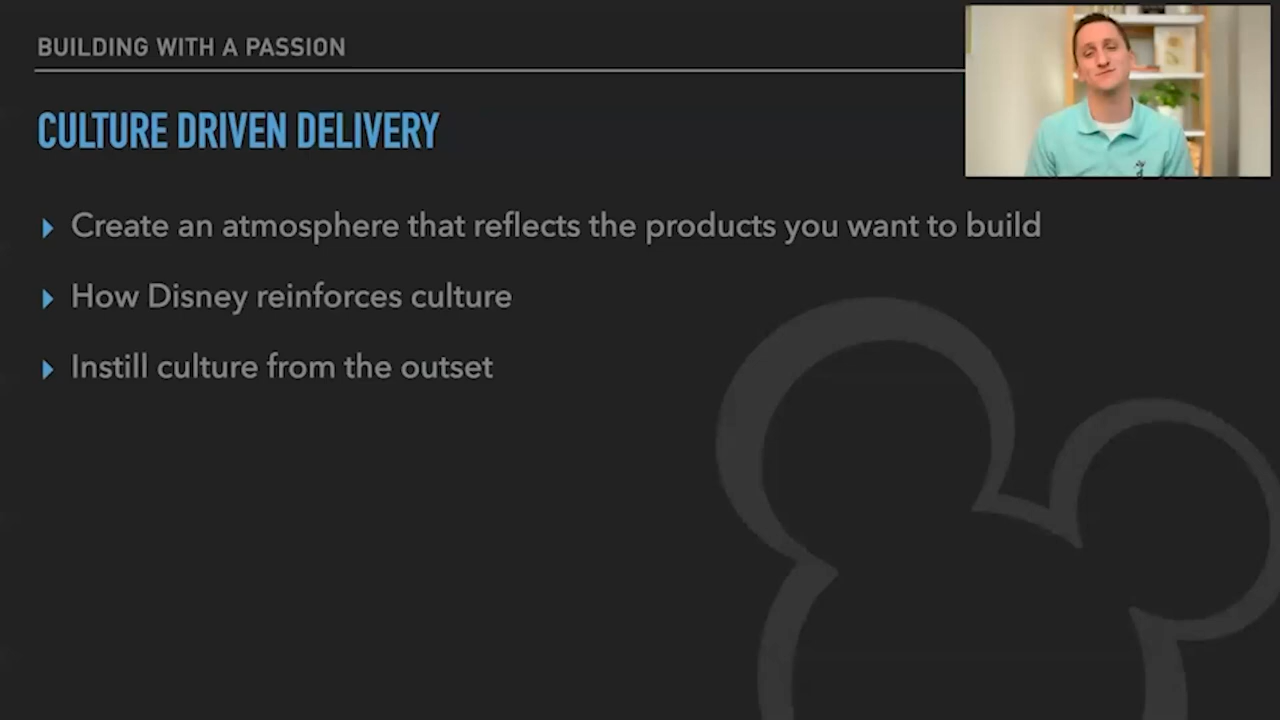 BUILDING WITH A PASSION
CULTURE DRIVEN DELIVERY
Create an atmosphere that reflects the products you want to build
How Disney reinforces culture
Instill culture from the outset